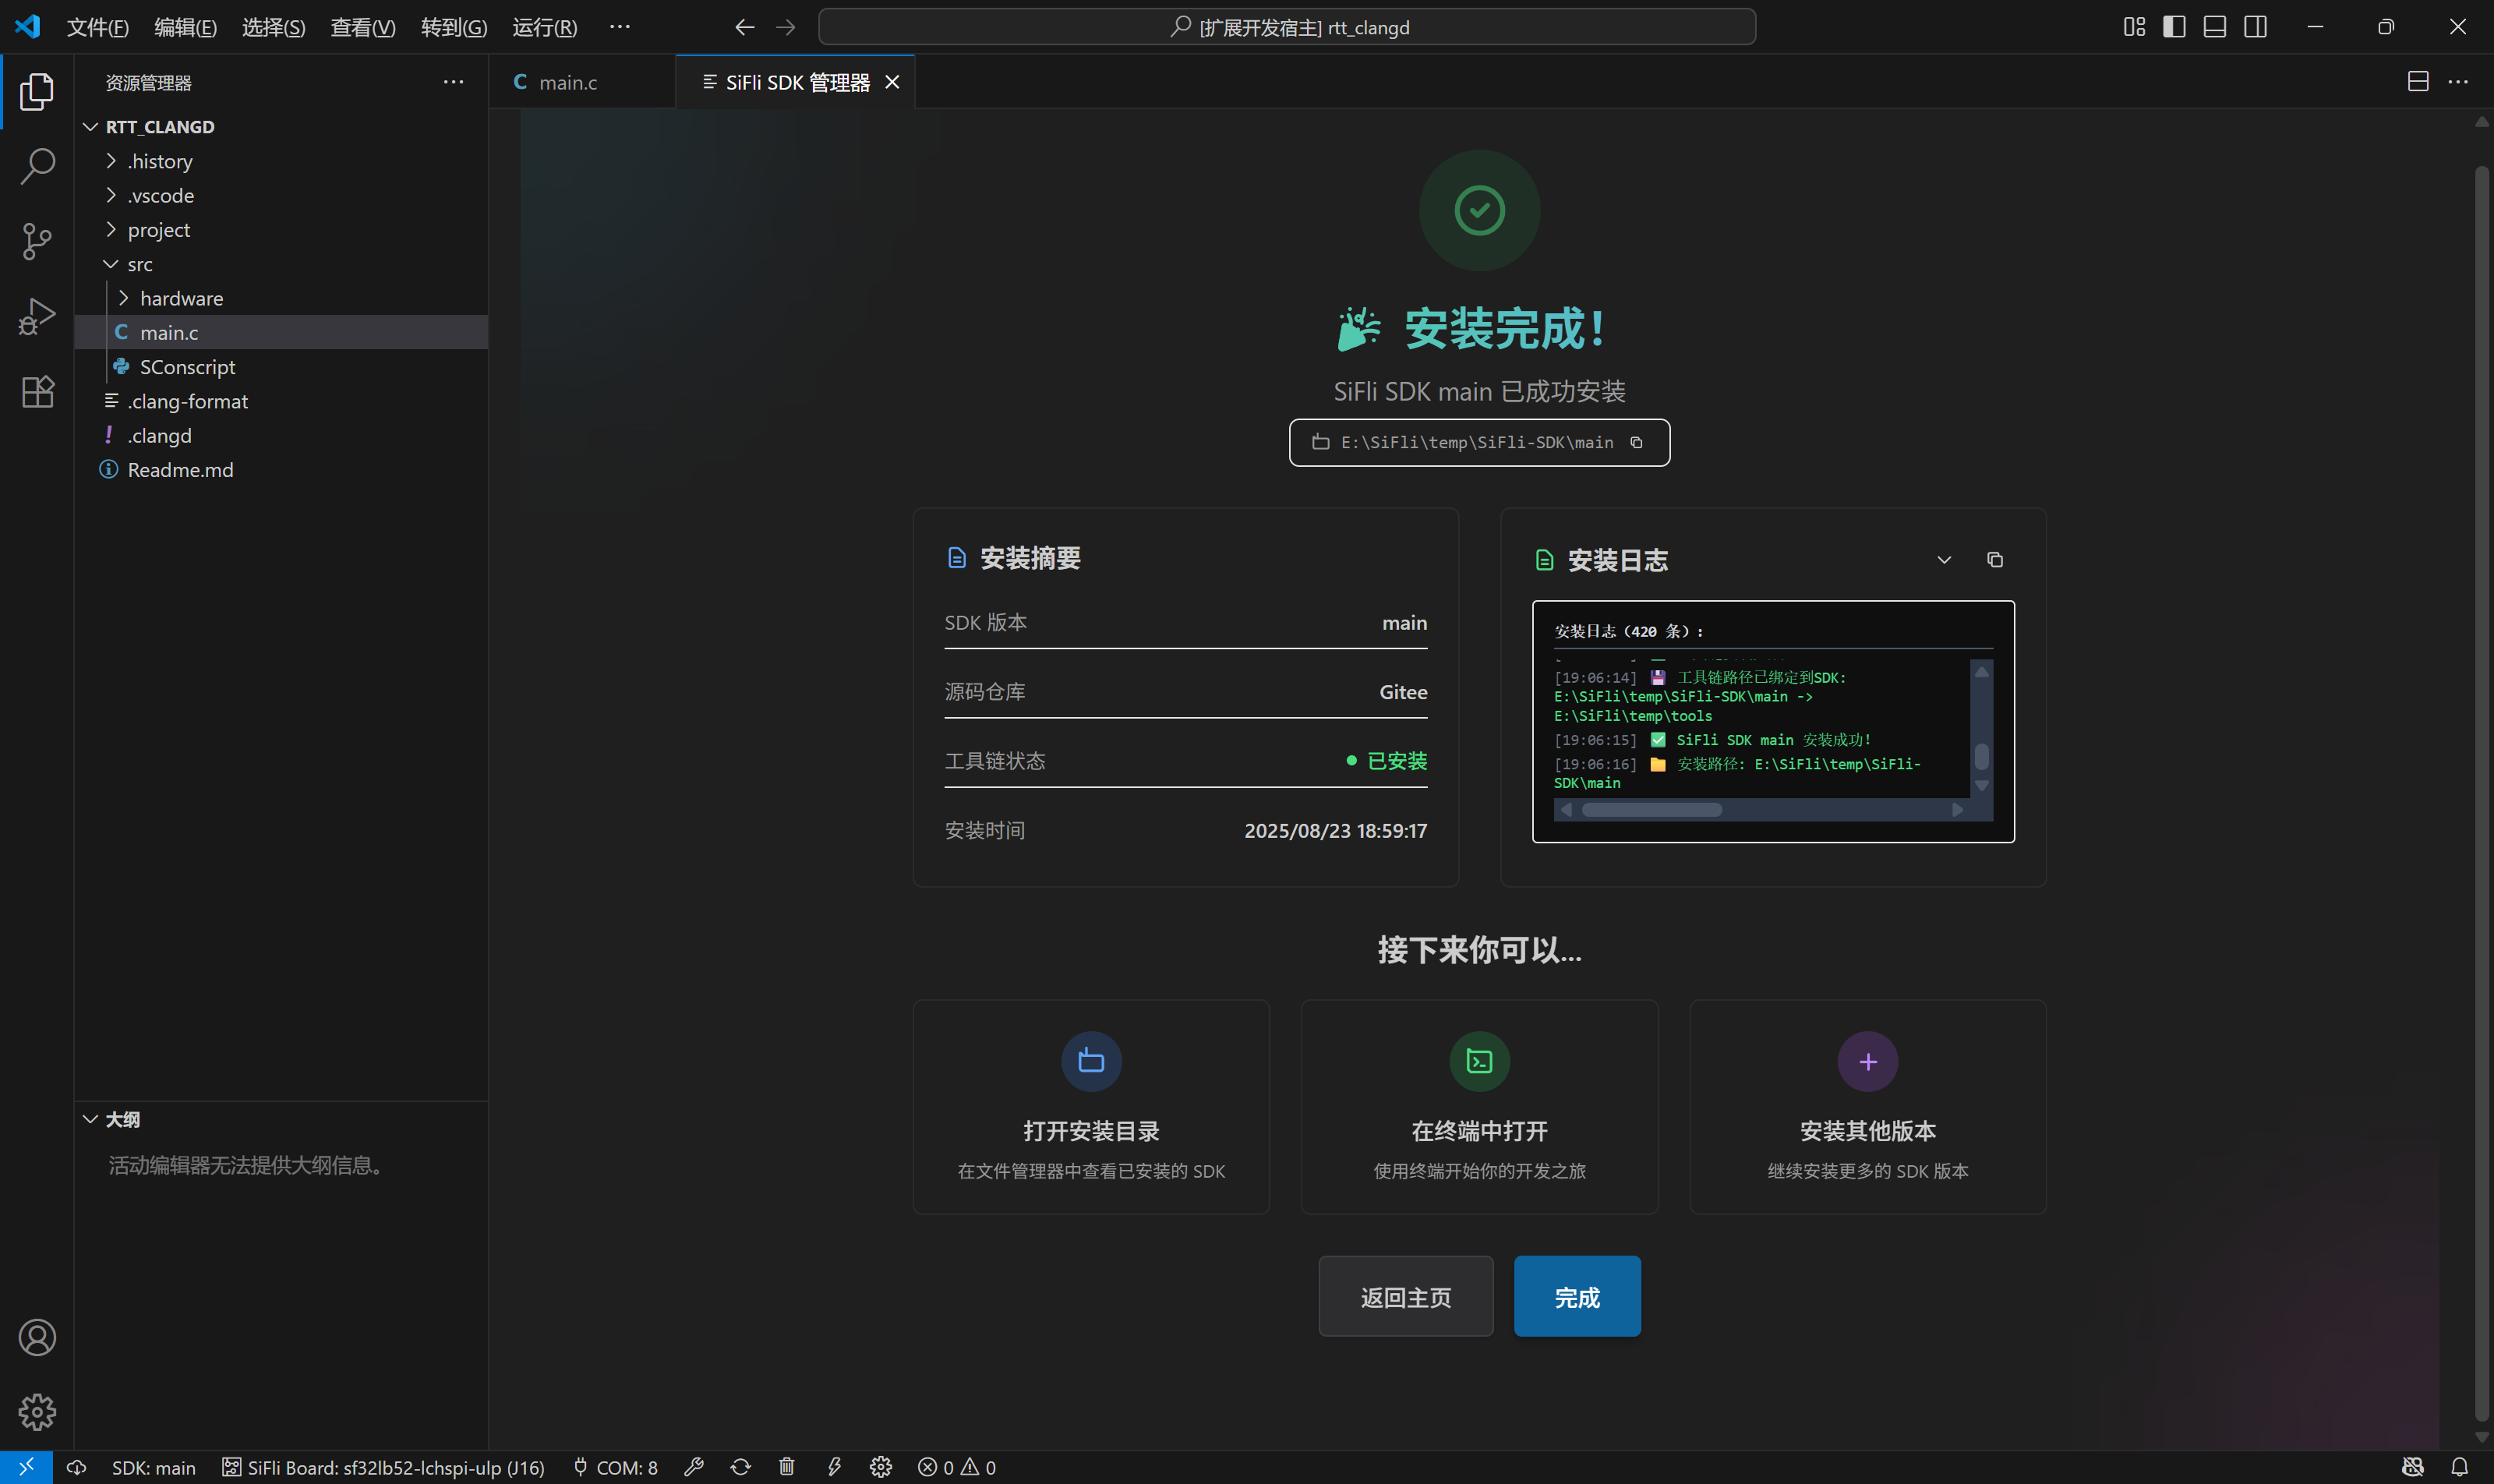 文件(F) 编辑(E) 选择(S) 查看(V) 转到(G) 运行(R) ···
[扩展开发宿主] rtt_clangd
资源管理器
RTT_CLANGD
.history
.vscode
project
src
hardware
main.c
SConscript
.clang-format
.clangd
Readme.md
大纲
活动编辑器无法提供大纲信息。
main.c
SiFli SDK 管理器
安装完成!
SiFli SDK main 已成功安装
E:\SiFli\temp\SiFli-SDK\main
安装摘要
SDK 版本 main
源码仓库 Gitee
工具链状态 已安装
安装时间 2025/08/23 18:59:17
安装日志
安装日志 (420 条) :
[19:06:14] 💾 工具链路径已绑定到SDK:
E:\SiFli\temp\SiFli-SDK\main ->
E:\SiFli\temp\tools
[19:06:15] ✅ SiFli SDK main 安装成功!
[19:06:16] 📁 安装路径: E:\SiFli\temp\SiFli-
SDK\main
接下来你可以...
打开安装目录
在文件管理器中查看已安装的 SDK
在终端中打开
使用终端开始你的开发之旅
安装其他版本
继续安装更多的 SDK 版本
返回主页
完成
SDK: main SiFli Board: sf32lb52-lchspi-ulp (J16) COM: 8 0 0